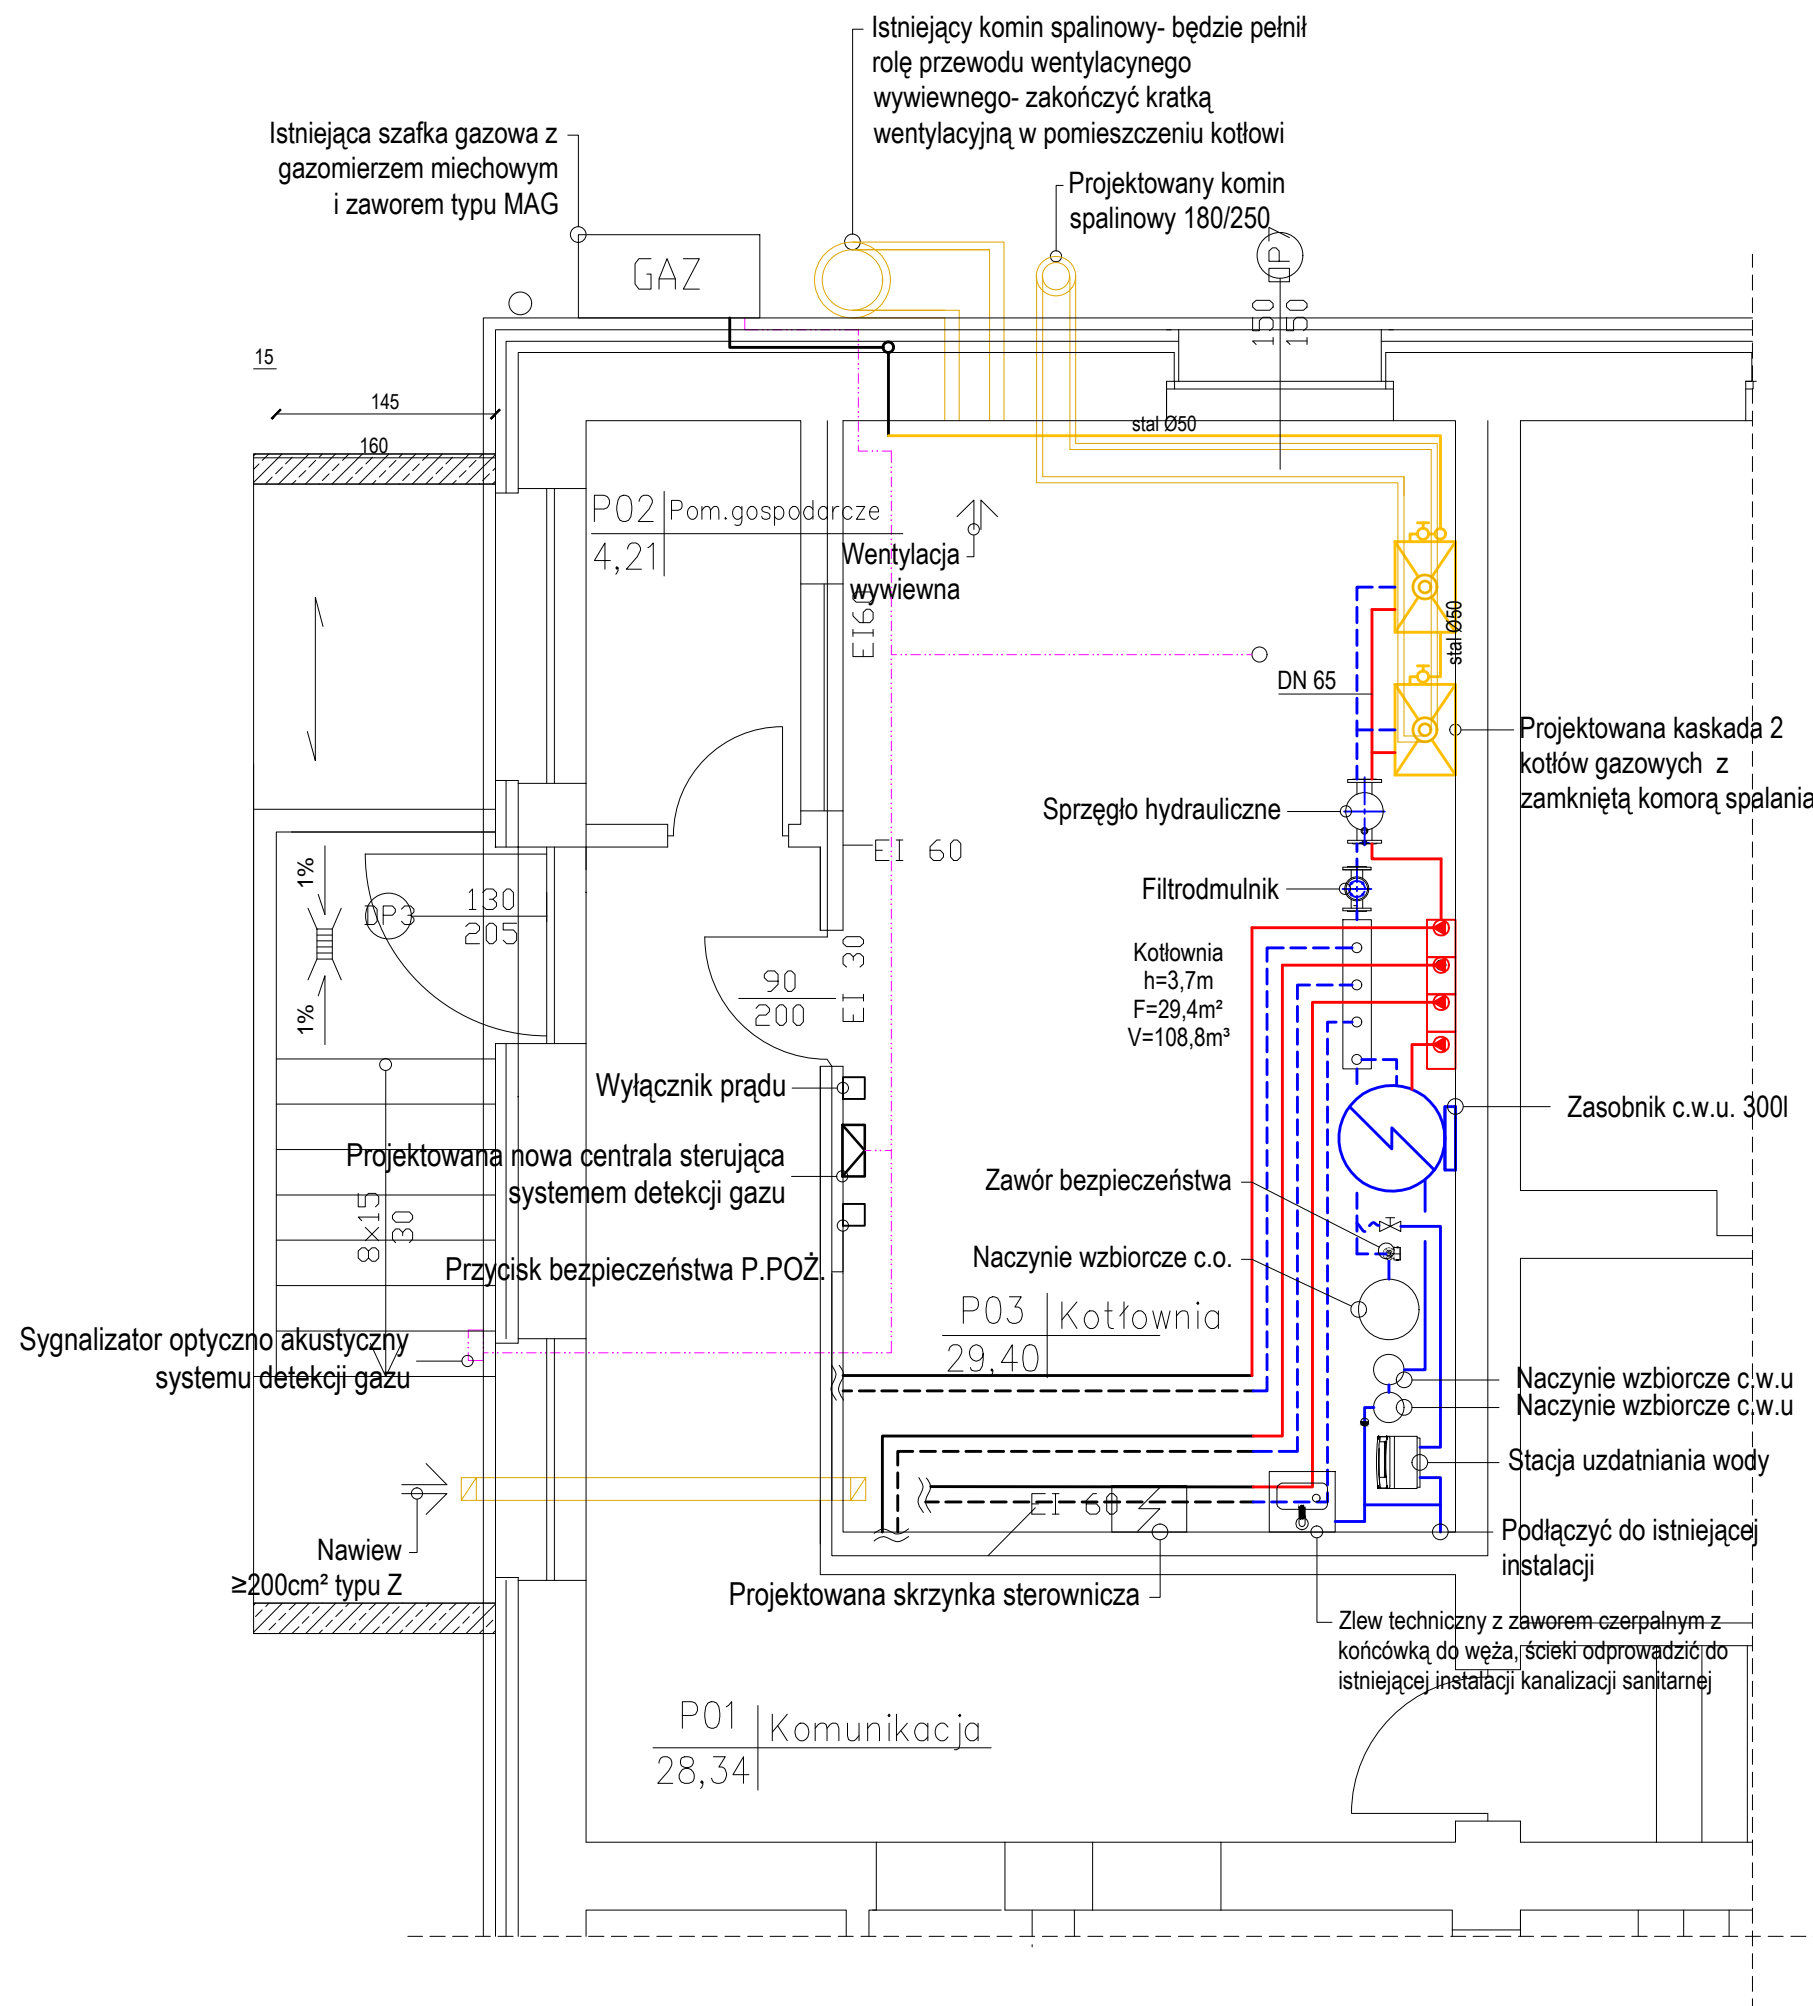 Istniejący komin spalinowy- będzie pełnił
rolę przewodu wentylacynego
wywiewnego- zakończyć kratką
wentylacyjną w pomieszczeniu kotłowi
Istniejąca szafka gazowa z
gazomierzem miechowym
i zaworem typu MAG
Projektowany komin
spalinowy 180/250
GAZ
150
150
15
145
160
stal Ø50
P02 Pom.gospodarcze
4,21
Wentylacja
wywiewna
EI60
stal Ø50
DN 65
Projektowana kaskada 2
kotłów gazowych z
zamkniętą komorą spalania
Sprzęgło hydrauliczne
EI 60
1%
DP3
130
205
Filtrodmulnik
EI 30
90
200
1%
Kotłownia
h=3,7m
F=29,4m²
V=108,8m³
Wyłącznik prądu
Zasobnik c.w.u. 300l
Projektowana nowa centrala sterująca
systemem detekcji gazu
Zawór bezpieczeństwa
8x15
30
Naczynie wzbiorcze c.o.
Przycisk bezpieczeństwa P.POŻ.
P03 Kotłownia
29,40
Sygnalizator optyczno akustyczny
systemu detekcji gazu
Naczynie wzbiorcze c.w.u
Naczynie wzbiorcze c.w.u
Stacja uzdatniania wody
EI 60
Nawiew
≥200cm² typu Z
Podłączyć do istniejącej
instalacji
Projektowana skrzynka sterownicza
Zlew techniczny z zaworem czerpalnym z
końcówką do węża, ścieki odprowadzić do
istniejącej instalacji kanalizacji sanitarnej
P01 Komunikacja
28,34